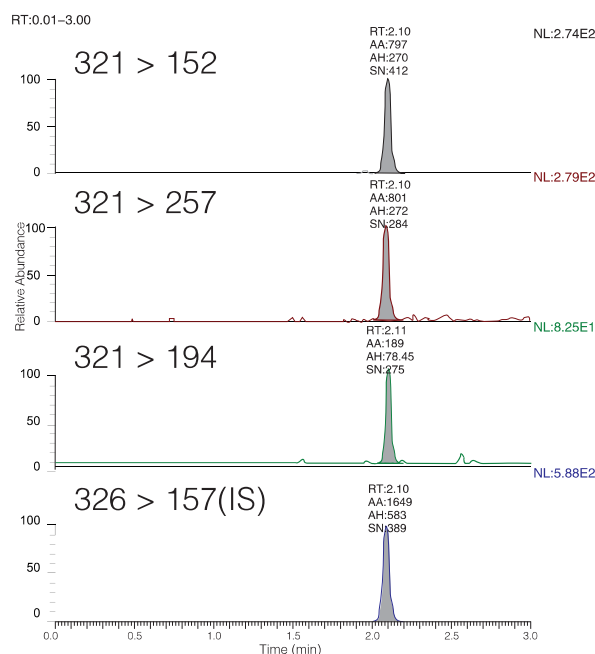 RT:0.01–3.00
NL:2.74E2
RT:2.10
AA:797
AH:270
SN:412
321 > 152
100
50
0
NL:2.79E2
RT:2.10
AA:801
AH:272
SN:284
321 > 257
100
50
0
Relative Abundance
NL:8.25E1
RT:2.11
AA:189
AH:78.45
SN:275
321 > 194
100
50
0
NL:5.88E2
RT:2.10
AA:1649
AH:583
SN:389
326 > 157(IS)
100
50
0
0.0 0.5 1.0 1.5 2.0 2.5 3.0
Time (min)